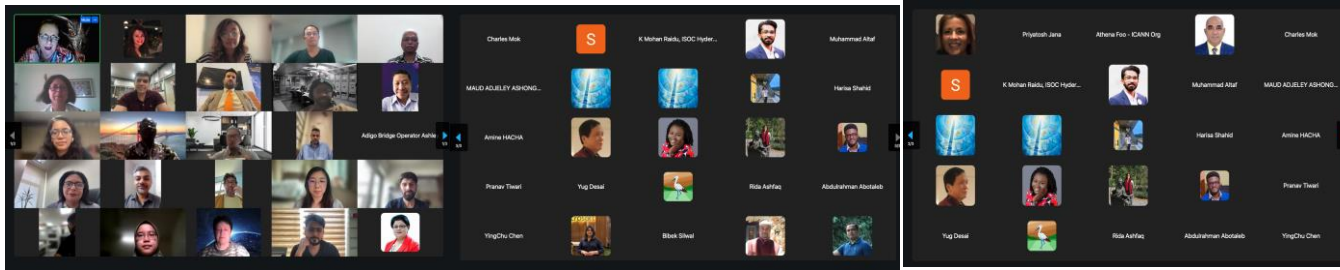 Adigo Bridge Operator Ashle
Charles Mok
S
K Mohan Raidu, ISOC Hyder...
Muhammad Altaf
MAUD ADJELEY ASHONG...
Harisa Shahid
Amine HACHA
Pranav Tiwari
Yug Desai
Rida Ashfaq
Abdulrahman Abotaleb
YingChu Chen
Bibek Silwal
Priyatosh Jana
Athena Foo - ICANN Org
Charles Mok
S
K Mohan Raidu, ISOC Hyder...
Muhammad Altaf
MAUD ADJELEY ASHONG...
Harisa Shahid
Amine HACHA
Pranav Tiwari
Yug Desai
Rida Ashfaq
Abdulrahman Abotaleb
YingChu Chen